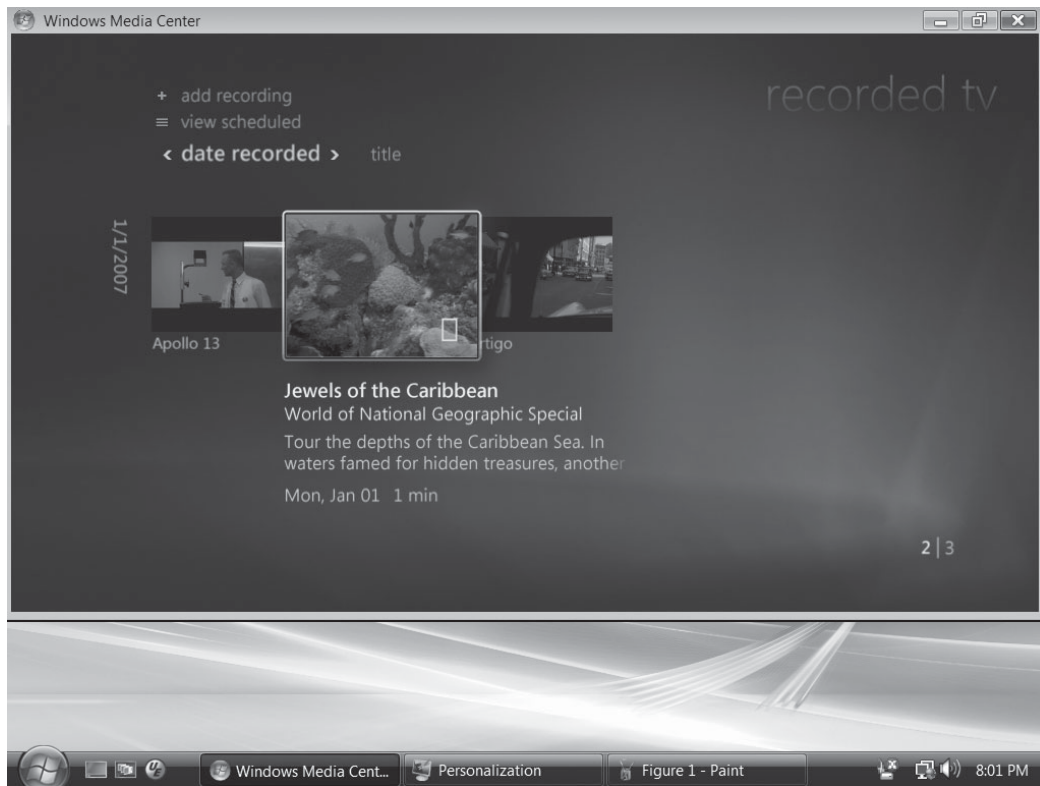 Windows Media Center
recorded tv
+ add recording
≡ view scheduled
< date recorded > title
1/1/2007
Apollo 13
rtigo
Jewels of the Caribbean
World of National Geographic Special
Tour the depths of the Caribbean Sea. In
waters famed for hidden treasures, another
Mon, Jan 01 1 min
2 | 3
Windows Media Cent... Personalization Figure 1 - Paint 8:01 PM